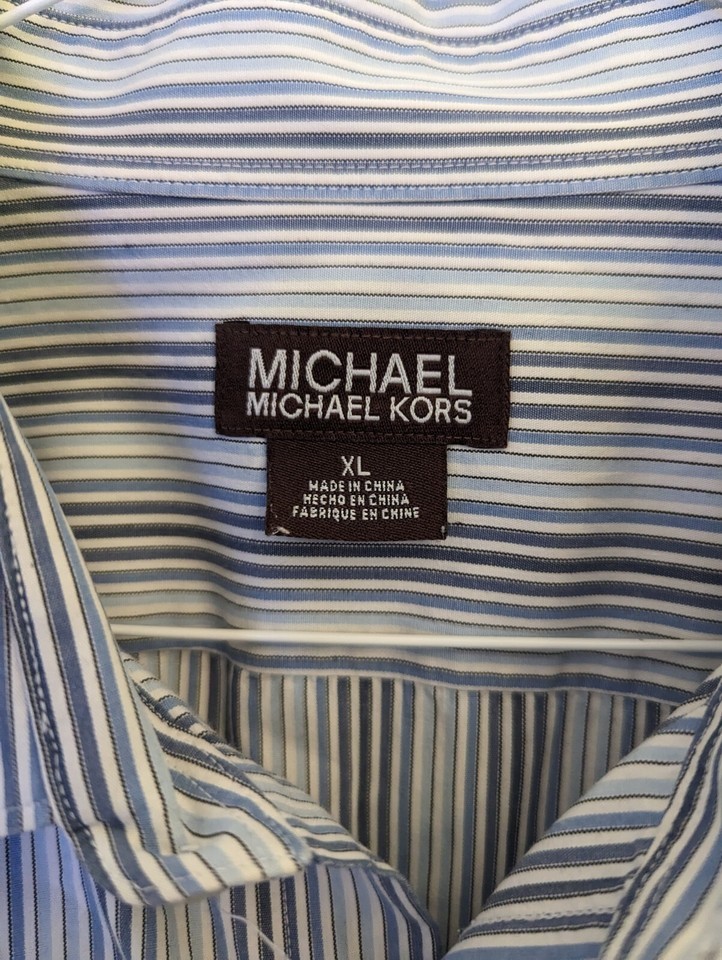 MICHAEL
MICHAEL KORS
XL
MADE IN CHINA
HECHO EN CHINA
FABRIQUE EN CHINE